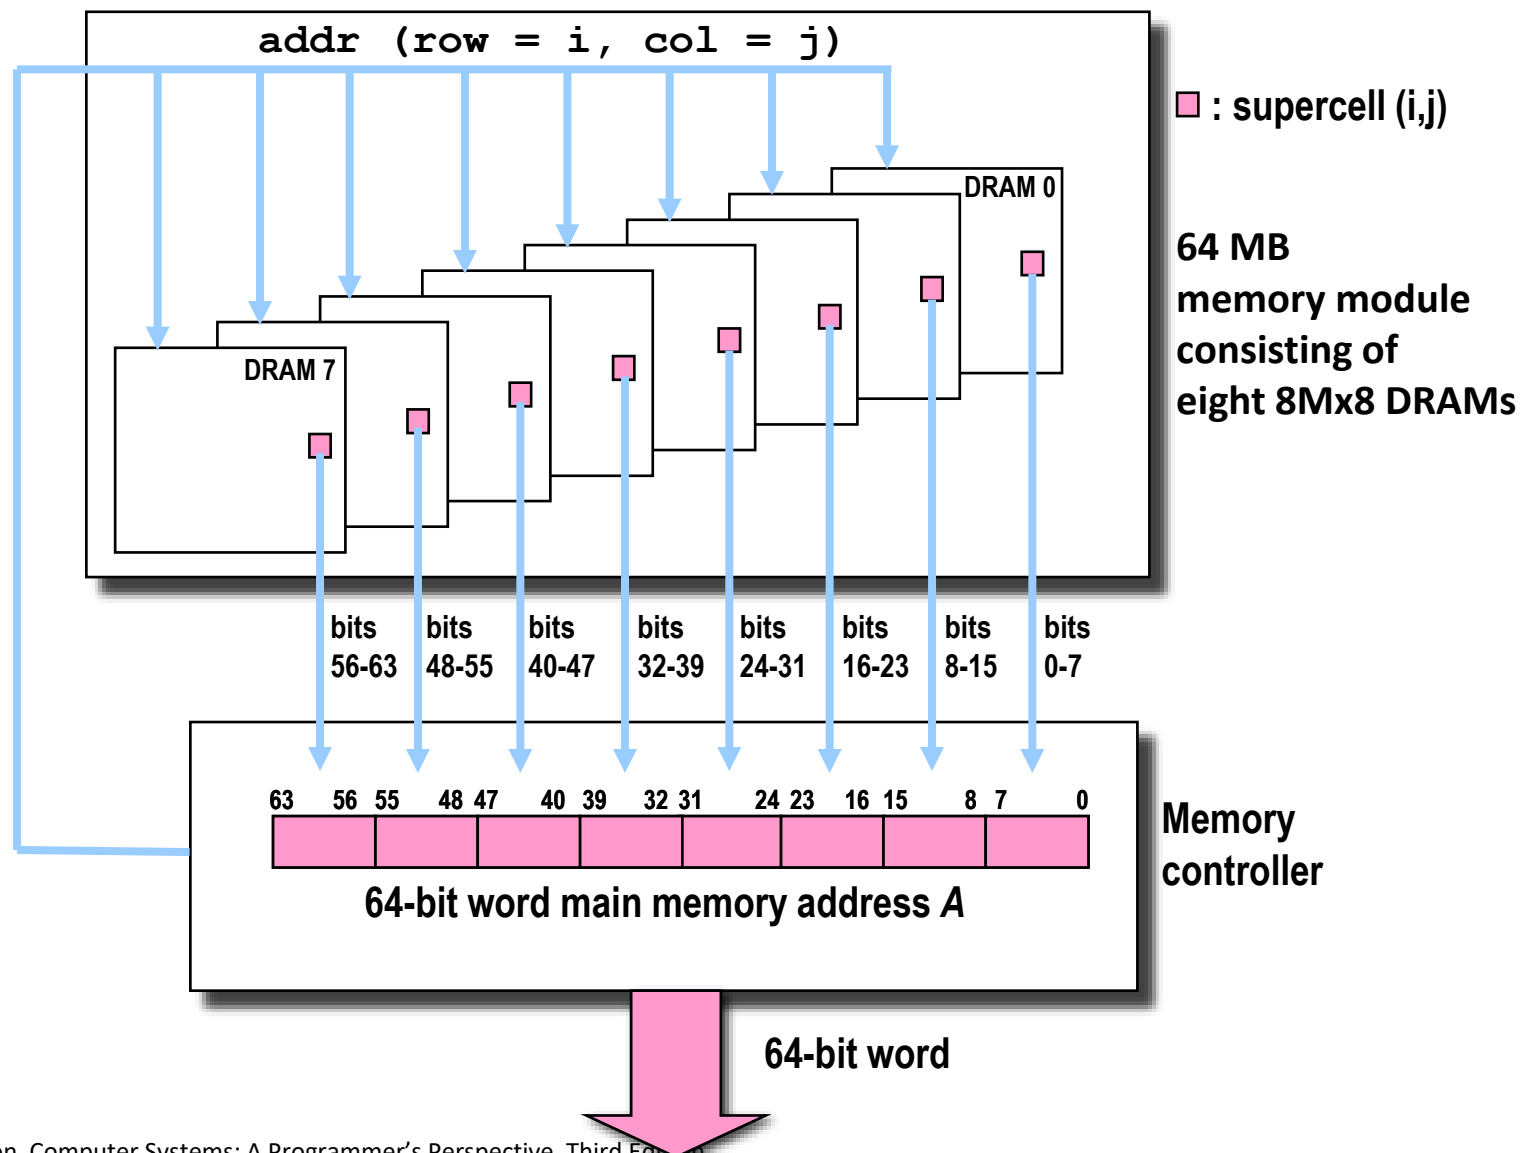 addr (row = i, col = j)
: supercell (i,j)
DRAM 0
64 MB
memory module
consisting of
eight 8Mx8 DRAMs
DRAM 7
bits bits bits bits bits bits bits bits
56-63 48-55 40-47 32-39 24-31 16-23 8-15 0-7
63 56 55 48 47 40 39 32 31 24 23 16 15 8 7 0
Memory
controller
64-bit word main memory address A
64-bit word
Computer Systems: A Programmer's Perspective, Third